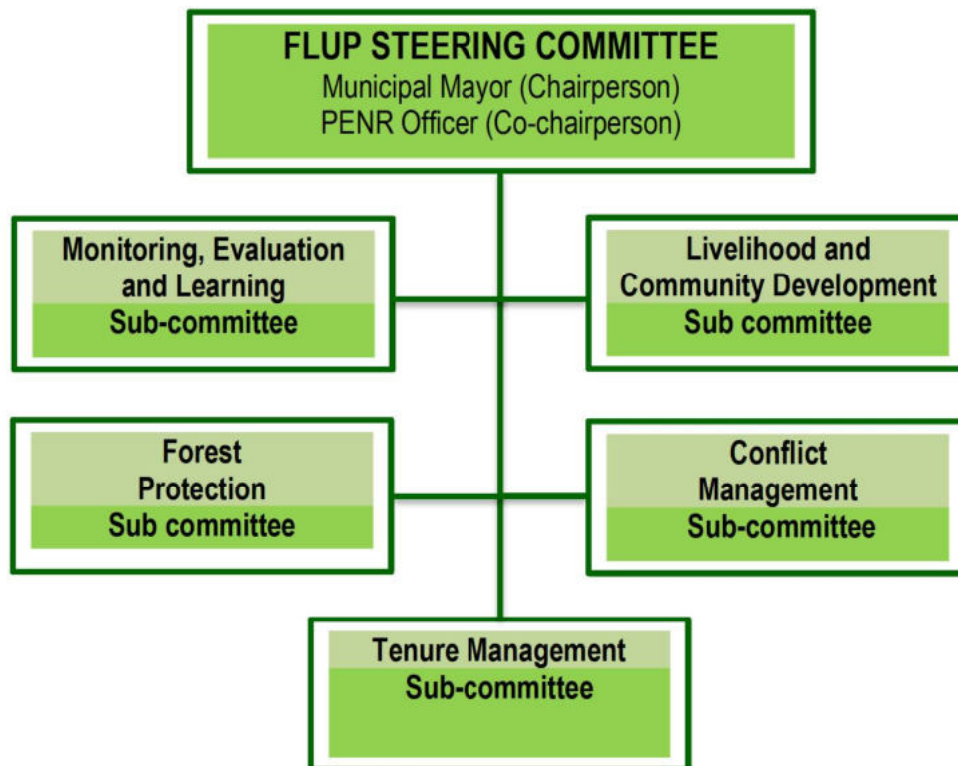 FLUP STEERING COMMITTEE
Municipal Mayor (Chairperson)
PENR Officer (Co-chairperson)
Monitoring, Evaluation
and Learning
Sub-committee
Livelihood and
Community Development
Sub committee
Forest
Protection
Sub committee
Conflict
Management
Sub-committee
Tenure Management
Sub-committee